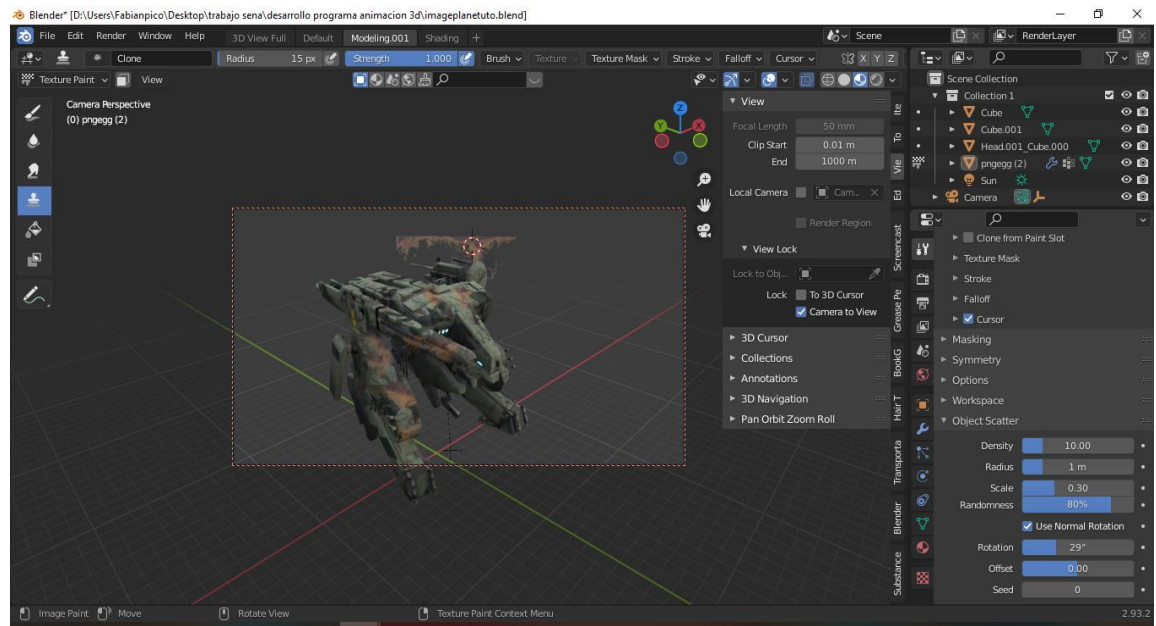 Blender* [D:\Users\Fabianpico\Desktop\trabajo sena\desarrollo programa animacion 3d\imageplanetuto.blend]
File Edit Render Window Help 3D View Full Default Modeling.001 Shading + Scene RenderLayer
Clone Radius 15 px Strength 1.000 Brush Texture Texture Mask Stroke Falloff Cursor X Y Z
Texture Paint View
Camera Perspective
(0) pngegg (2)
Z
Y
X
View
Focal Length 50 mm
Clip Start 0.01 m
End 1000 m
Local Camera Cam...
Render Region
View Lock
Lock to Obj...
Lock To 3D Cursor
Camera to View
3D Cursor
Collections
Annotations
3D Navigation
Pan Orbit Zoom Roll
Ite
To
Vie
Ed
Screencast
Grease Pe
BookG
Hair T
Transporta
Blender
Substance
Scene Collection
Collection 1
Cube
Cube.001
Head.001_Cube.000
pngegg (2)
Sun
Camera
Clone from Paint Slot
Texture Mask
Stroke
Falloff
Cursor
Masking
Symmetry
Options
Workspace
Object Scatter
Density 10.00
Radius 1 m
Scale 0.30
Randomness 80%
Use Normal Rotation
Rotation 29°
Offset 0.00
Seed 0
Image Paint Move Rotate View Texture Paint Context Menu 2.93.2